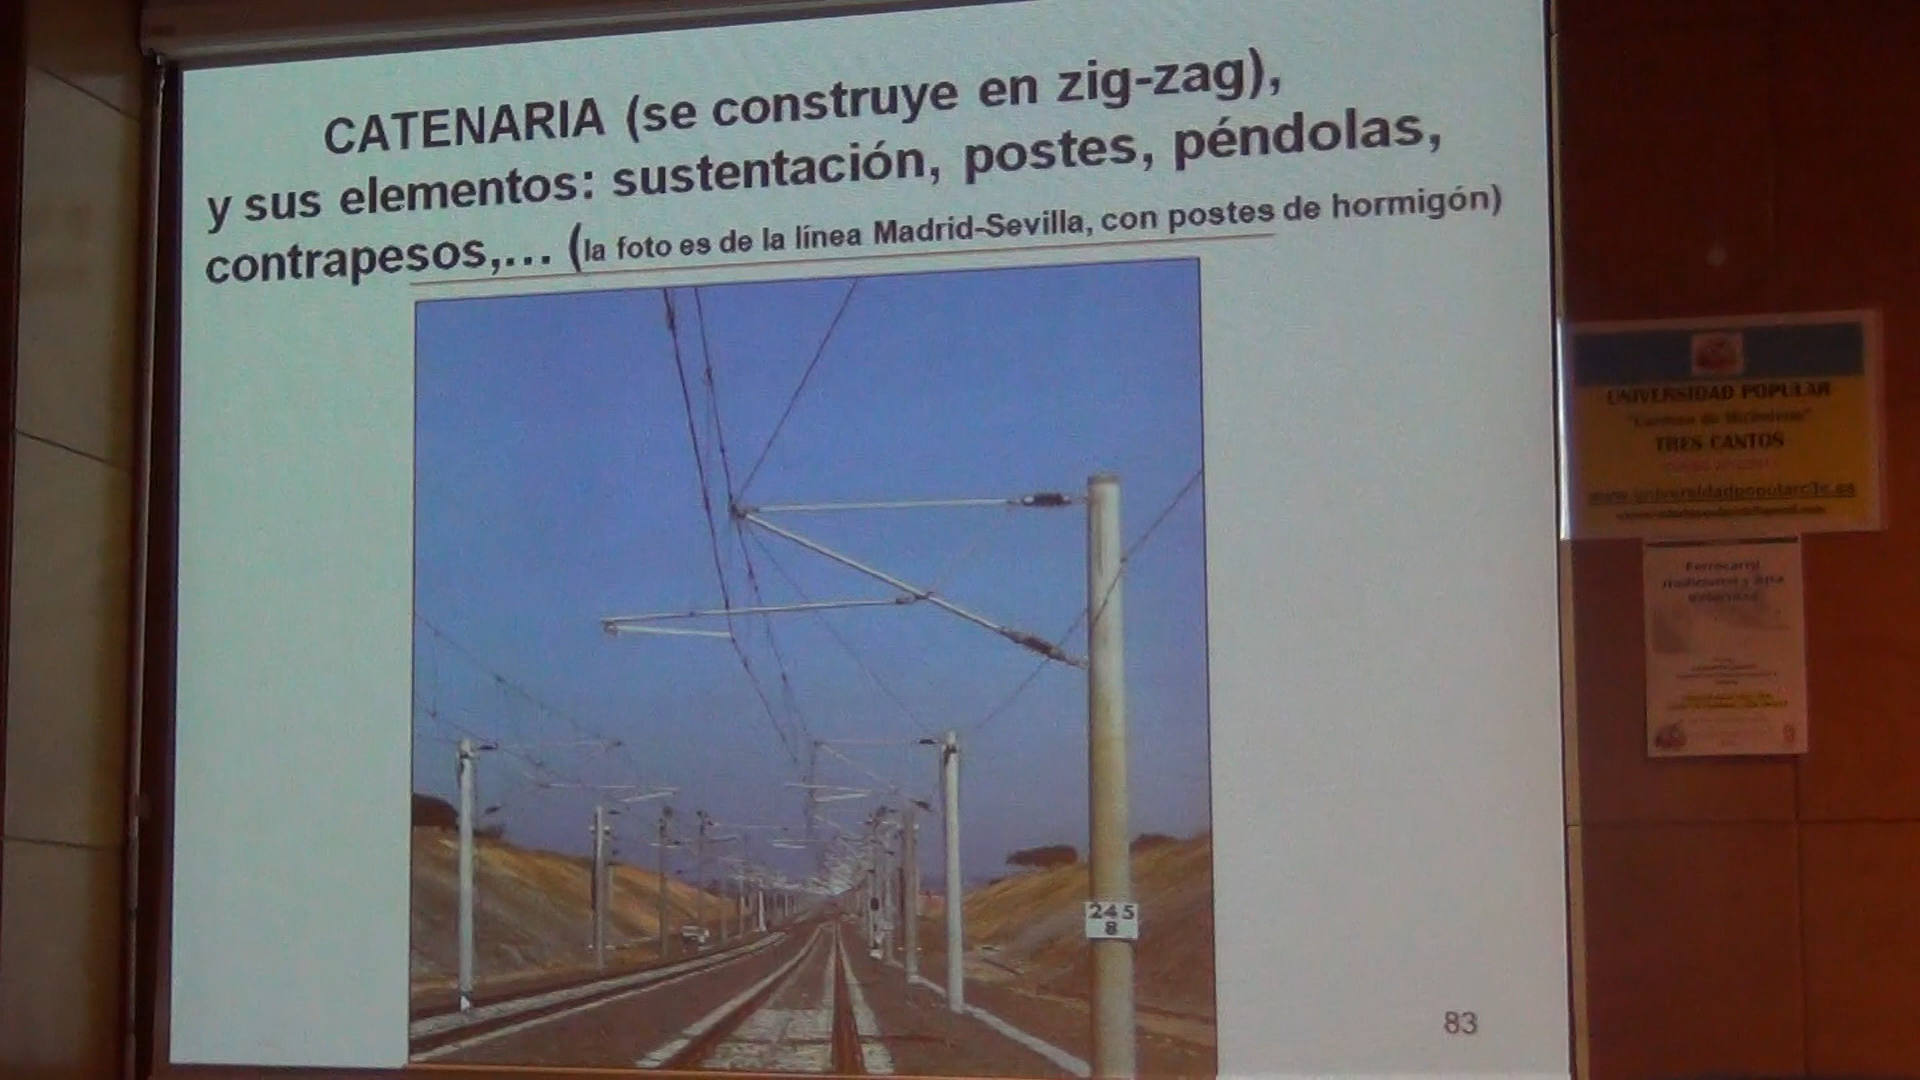 CATENARIA (se construye en zig-zag),
y sus elementos: sustentación, postes, péndolas,
contrapesos,... (la foto es de la línea Madrid-Sevilla, con postes de hormigón)
245
8
83
UNIVERSIDAD POPULAR
TRES CANTOS
www.universidadpopularc3c.es
Ferrocarril